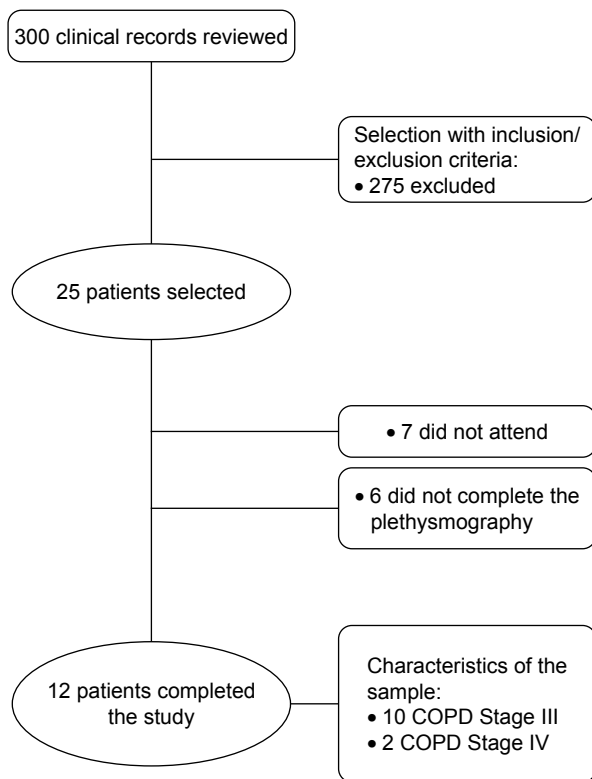 300 clinical records reviewed
Selection with inclusion/
exclusion criteria:
• 275 excluded
25 patients selected
• 7 did not attend
• 6 did not complete the
plethysmography
12 patients completed
the study
Characteristics of the
sample:
• 10 COPD Stage III
• 2 COPD Stage IV